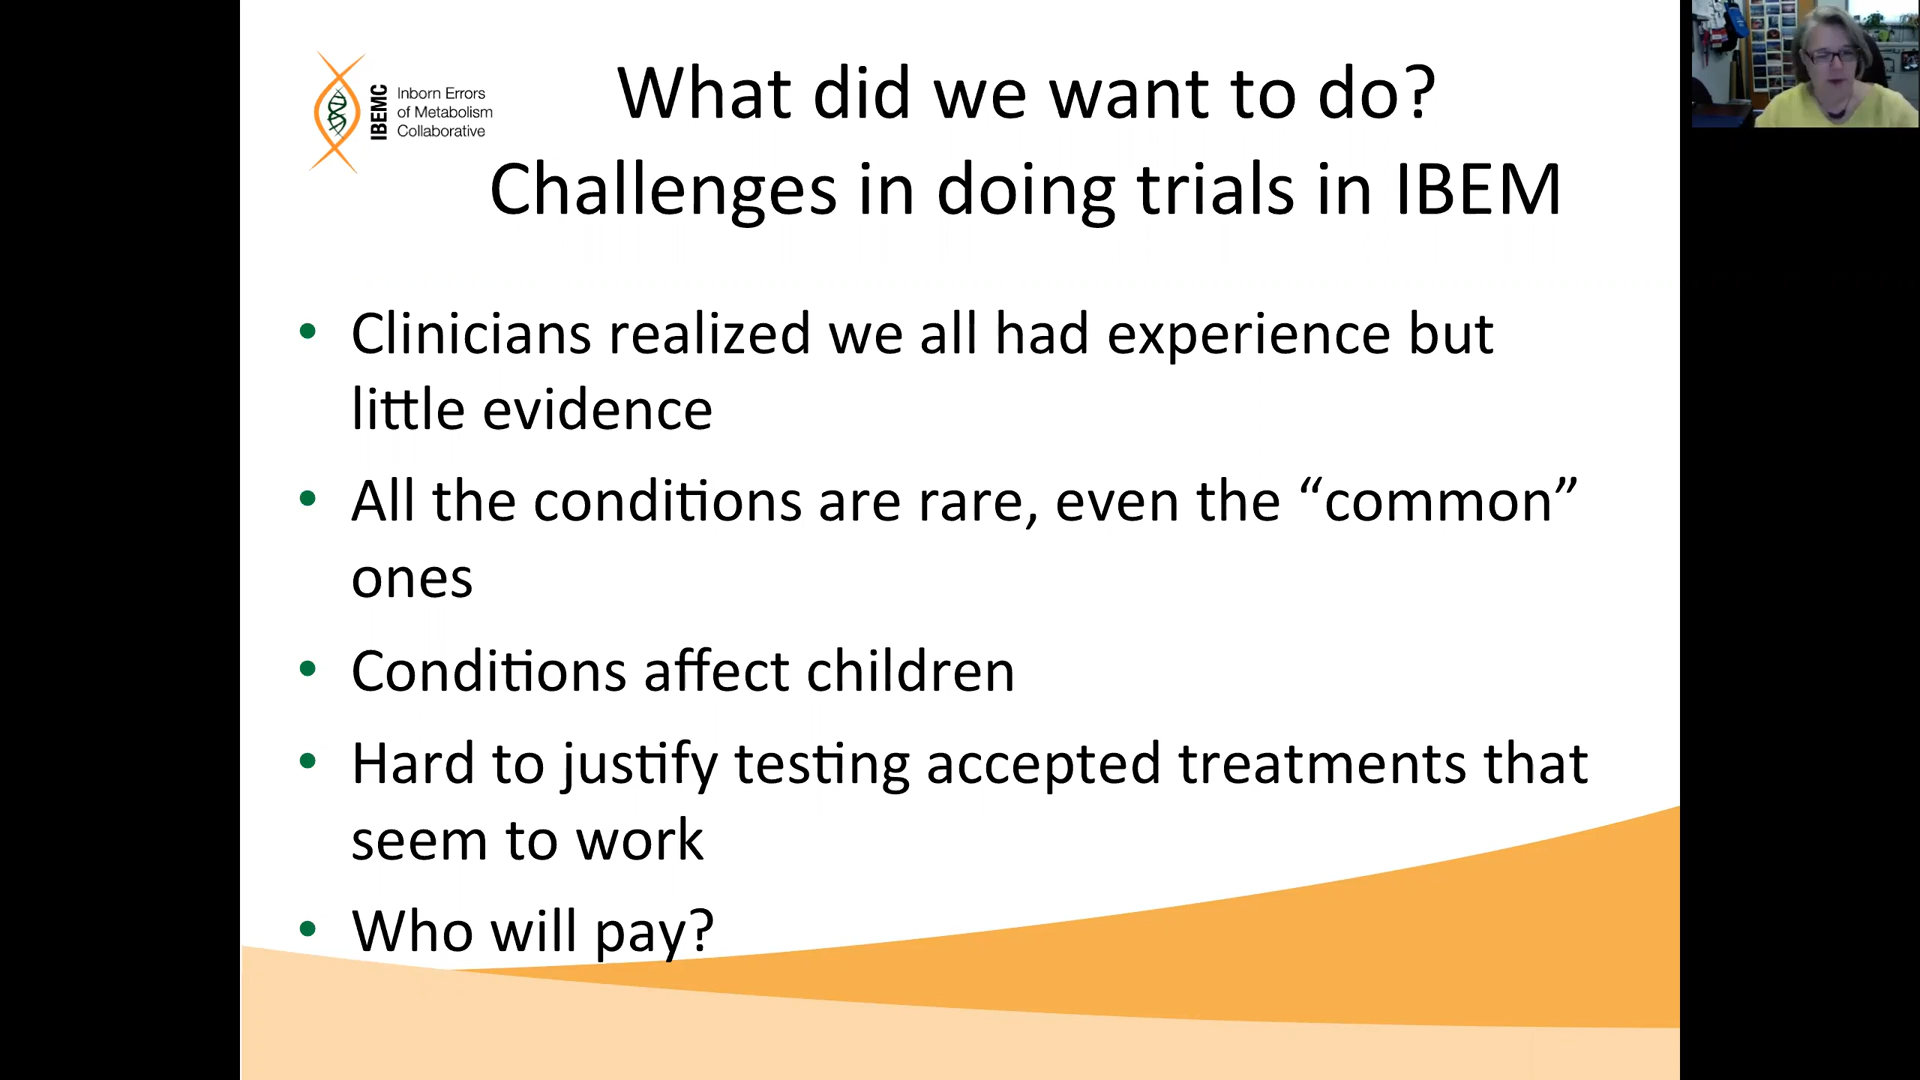 IBEMC
Inborn Errors
of Metabolism
Collaborative
What did we want to do?
Challenges in doing trials in IBEM
• Clinicians realized we all had experience but
little evidence
• All the conditions are rare, even the “common”
ones
• Conditions affect children
• Hard to justify testing accepted treatments that
seem to work
• Who will pay?